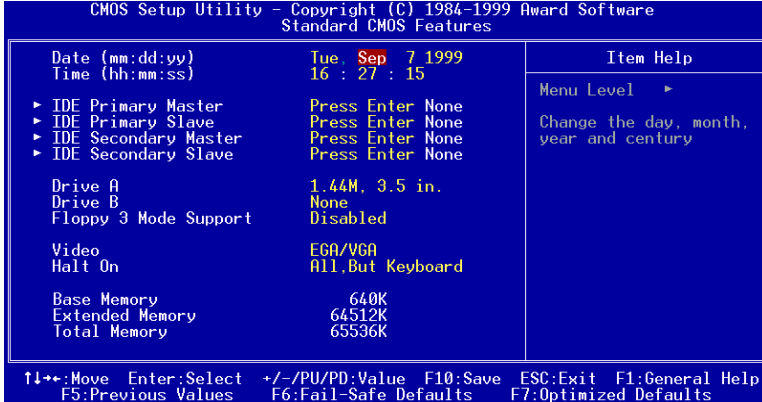 CMOS Setup Utility – Copyright (C) 1984-1999 Award Software
Standard CMOS Features
Date (mm:dd:yy) Tue, Sep 7 1999
Time (hh:mm:ss) 16 : 27 : 15
► IDE Primary Master Press Enter None
► IDE Primary Slave Press Enter None
► IDE Secondary Master Press Enter None
► IDE Secondary Slave Press Enter None
Drive A 1.44M, 3.5 in.
Drive B None
Floppy 3 Mode Support Disabled
Video EGA/VGA
Halt On All,But Keyboard
Base Memory 640K
Extended Memory 64512K
Total Memory 65536K
Item Help
Menu Level ►
Change the day, month,
year and century
↑↓→←:Move Enter:Select +/-/PU/PD:Value F10:Save ESC:Exit F1:General Help
F5:Previous Values F6:Fail-Safe Defaults F7:Optimized Defaults